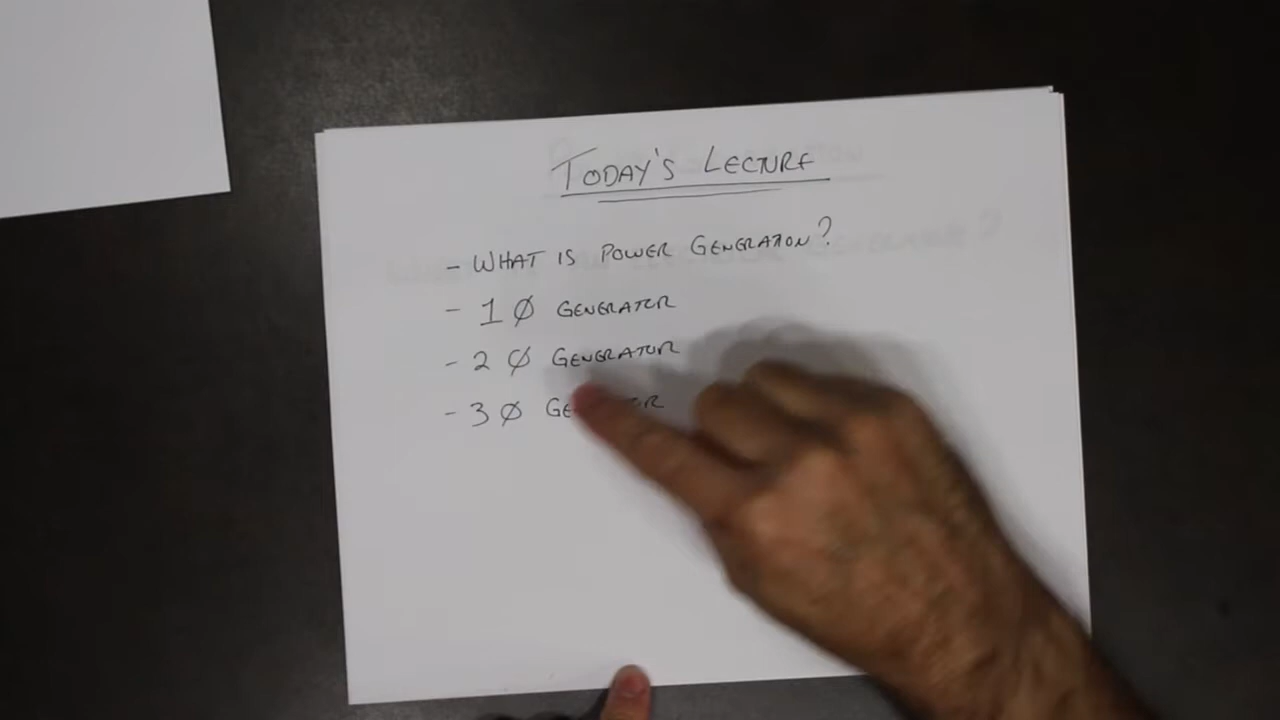 TODAY'S LECTURE
- WHAT IS POWER GENERATION?
- 1 Ø GENERATOR
- 2 Ø GENERATOR
- 3 Ø